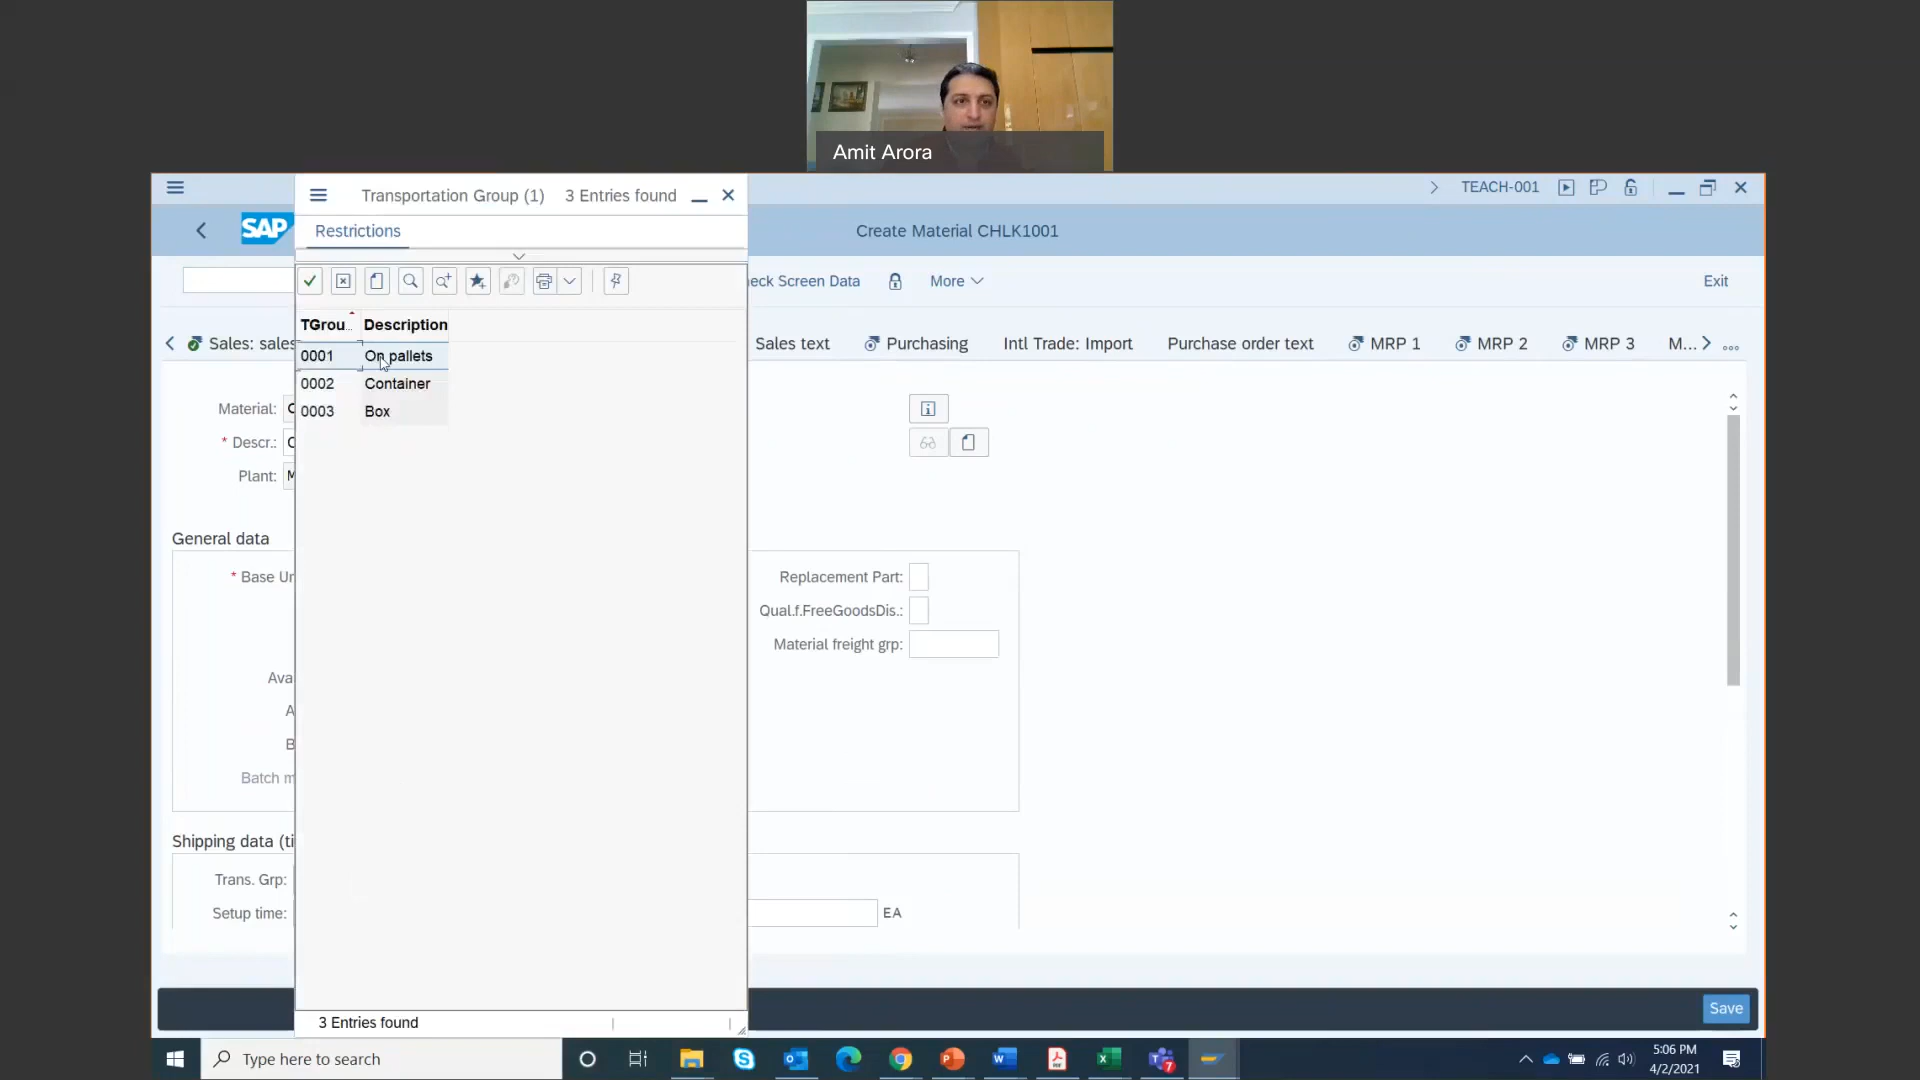 Amit Arora
Transportation Group (1) 3 Entries found
TEACH-001
Restrictions
SAP
Create Material CHLK1001
eck Screen Data
More
Exit
TGrou...
Description
0001 On pallets
0002 Container
0003 Box
Sales: sales
Sales text
Purchasing
Intl Trade: Import
Purchase order text
MRP 1
MRP 2
MRP 3
M...
Material: C
* Descr.: C
Plant: M
General data
* Base Un
Replacement Part:
Qual.f.FreeGoodsDis.:
Material freight grp:
Ava
A
B
Batch m
Shipping data (ti
Trans. Grp:
Setup time:
EA
Save
3 Entries found
Type here to search
7
5:06 PM
4/2/2021